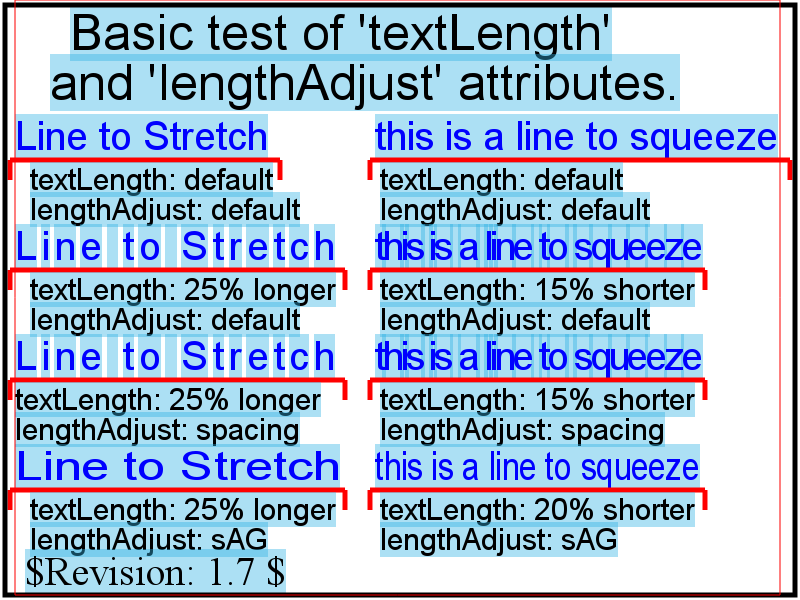 Basic test of 'textLength'
and 'lengthAdjust' attributes.
Line to Stretch
textLength: default
lengthAdjust: default
this is a line to squeeze
textLength: default
lengthAdjust: default
Line to Stretch
textLength: 25% longer
lengthAdjust: default
this is a line to squeeze
textLength: 15% shorter
lengthAdjust: default
Line to Stretch
textLength: 25% longer
lengthAdjust: spacing
this is a line to squeeze
textLength: 15% shorter
lengthAdjust: spacing
Line to Stretch
textLength: 25% longer
lengthAdjust: sAG
this is a line to squeeze
textLength: 20% shorter
lengthAdjust: sAG
$Revision: 1.7 $